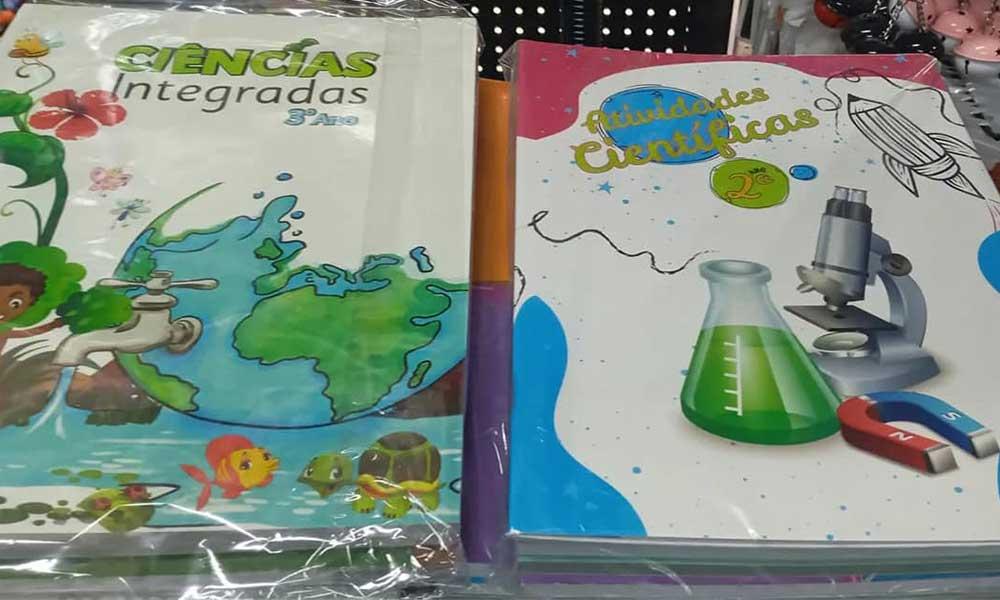 CIÊNCIAS
Integradas
3º Ano
Atividades
Científicas
2º
ANO
N
S